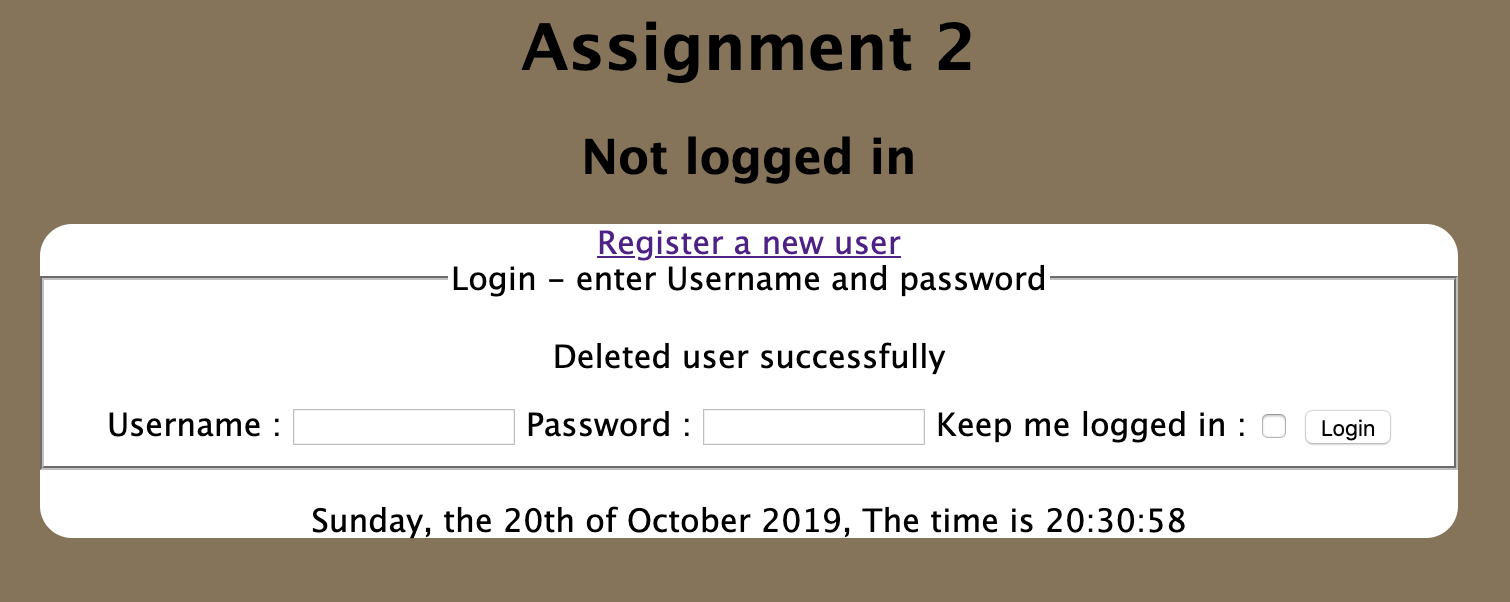 Assignment 2
Not logged in
Register a new user
Login – enter Username and password
Deleted user successfully
Username : Password : Keep me logged in : Login
Sunday, the 20th of October 2019, The time is 20:30:58